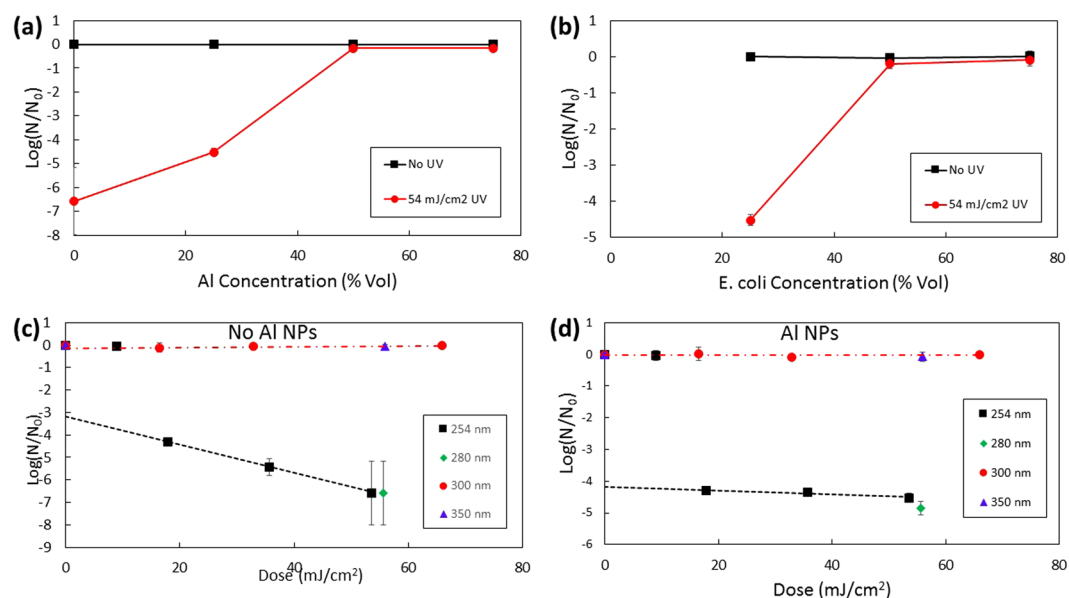 (a)
1
0
-1
-2
-3
-4
-5
-6
-7
-8
Log(N/N0)
No UV
54 mJ/cm2 UV
0 20 40 60 80
Al Concentration (% Vol)
(b)
1
0
-1
-2
-3
-4
-5
Log(N/N0)
No UV
54 mJ/cm2 UV
0 20 40 60 80
E. coli Concentration (% Vol)
(c)
No Al NPs
1
0
-1
-2
-3
-4
-5
-6
-7
-8
-9
Log(N/N0)
254 nm
280 nm
300 nm
350 nm
0 20 40 60 80
Dose (mJ/cm2)
(d)
Al NPs
1
0
-1
-2
-3
-4
-5
-6
Log(N/N0)
254 nm
280 nm
300 nm
350 nm
0 20 40 60 80
Dose (mJ/cm2)